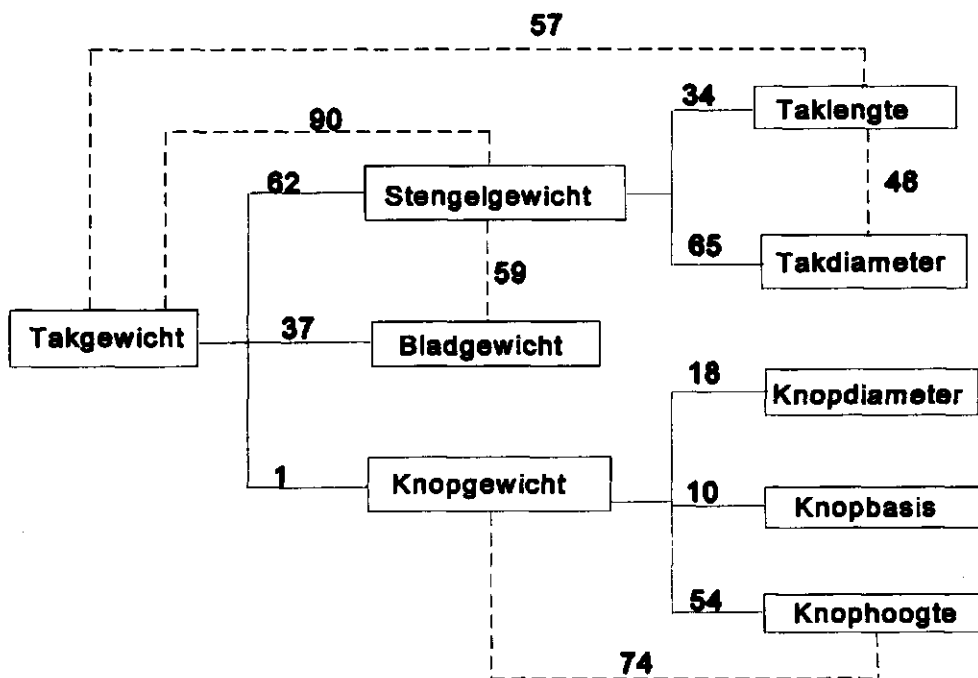 57
34
Taklengte
90
62
Stengelgewicht
48
65
Takdiameter
59
Takgewicht
37
Bladgewicht
18
Knopdiameter
1
Knopgewicht
10
Knopbasis
54
Knophoogte
74